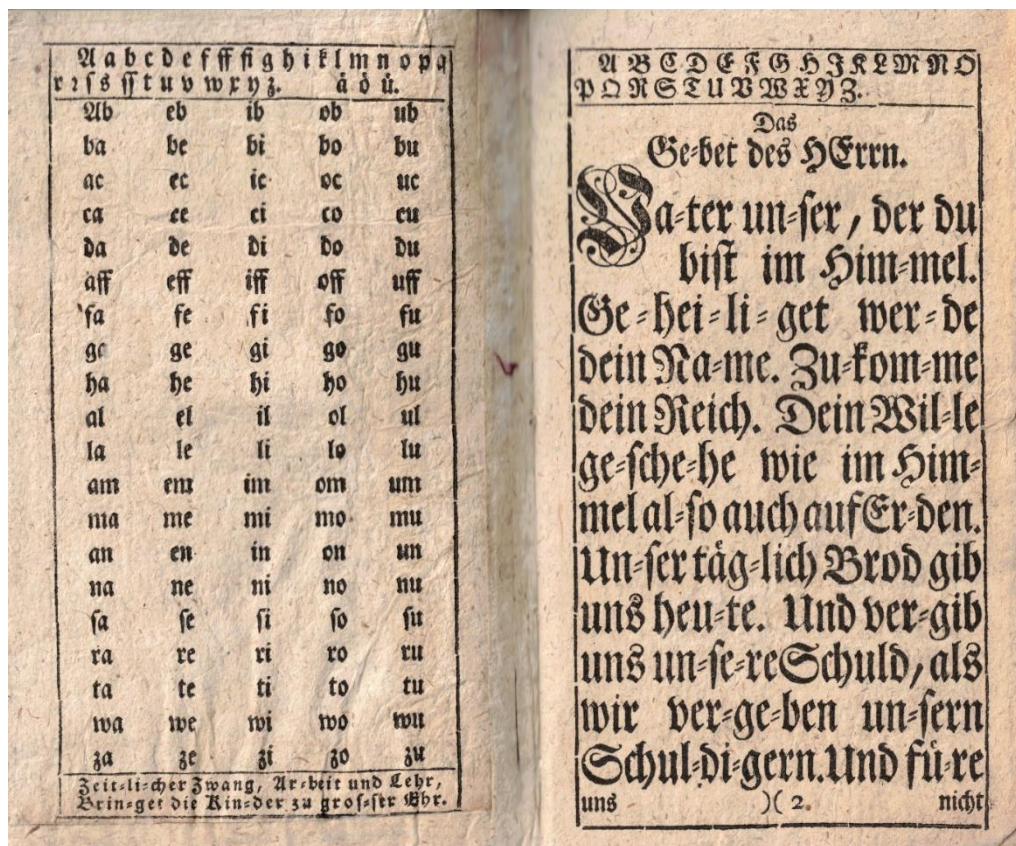 A a b c d e f ff fi g h i k l m n o p q
r ꝛ ſ s ſſ t u v w x y z. ä ö ü.
Ab eb ib ob ub
ba be bi bo bu
ac ec ic oc uc
ca ce ci co cu
da de di do du
aff eff iff off uff
fa fe fi fo fu
ga ge gi go gu
ha he hi ho hu
al el il ol ul
la le li lo lu
am em im om um
ma me mi mo mu
an en in on un
na ne ni no nu
ſa ſe ſi ſo ſu
ra re ri ro ru
ta te ti to tu
wa we wi wo wu
za ze zi zo zu
Zeit⸗li⸗cher Zwang, Ar⸗beit und Lehr,
Brin⸗get die Kin⸗der zu groſ⸗ſer Ehr.
A B C D E F G H J K L M N O
P Q R S T U V W X Y Z.
Das
Ge⸗bet des HErrn.
Va⸗ter un⸗ſer, der du
biſt im Him⸗mel.
Ge⸗hei⸗li⸗get wer⸗de
dein Na⸗me. Zu⸗kom⸗me
dein Reich. Dein Wil⸗le
ge⸗ſche⸗he wie im Him⸗
mel al⸗ſo auch auf Er⸗den.
Un⸗ſer täg⸗lich Brod gib
uns heu⸗te. Und ver⸗gib
uns un⸗ſe⸗re Schuld, als
wir ver⸗ge⸗ben un⸗ſern
Schul⸗di⸗gern. Und fü⸗re
uns )( 2. nicht